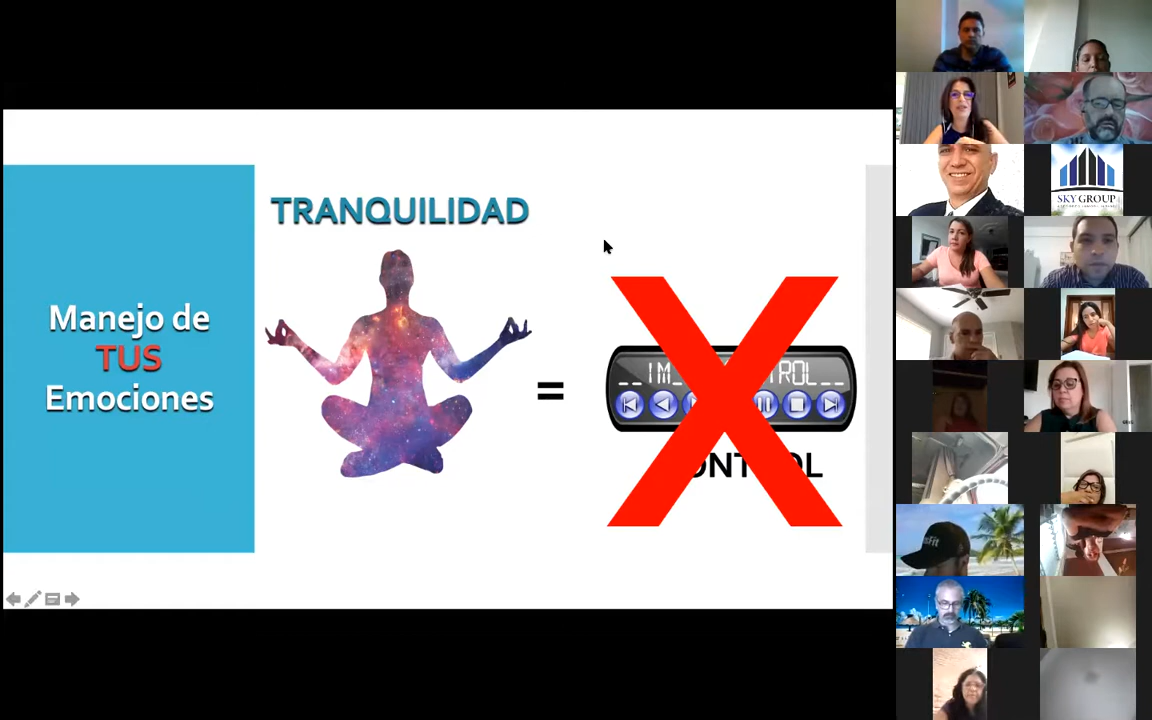 Manejo de
TUS
Emociones
TRANQUILIDAD
=
SKY GROUP